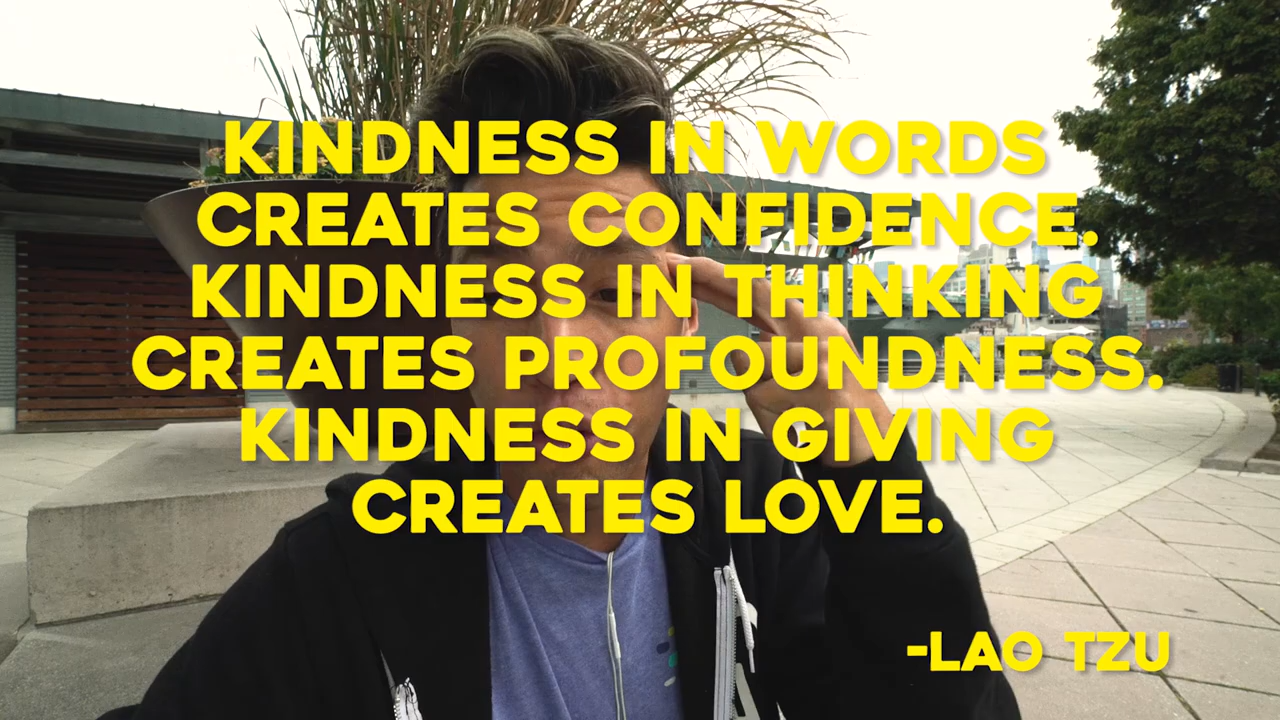 KINDNESS IN WORDS
CREATES CONFIDENCE.
KINDNESS IN THINKING
CREATES PROFOUNDNESS.
KINDNESS IN GIVING
CREATES LOVE.
-LAO TZU